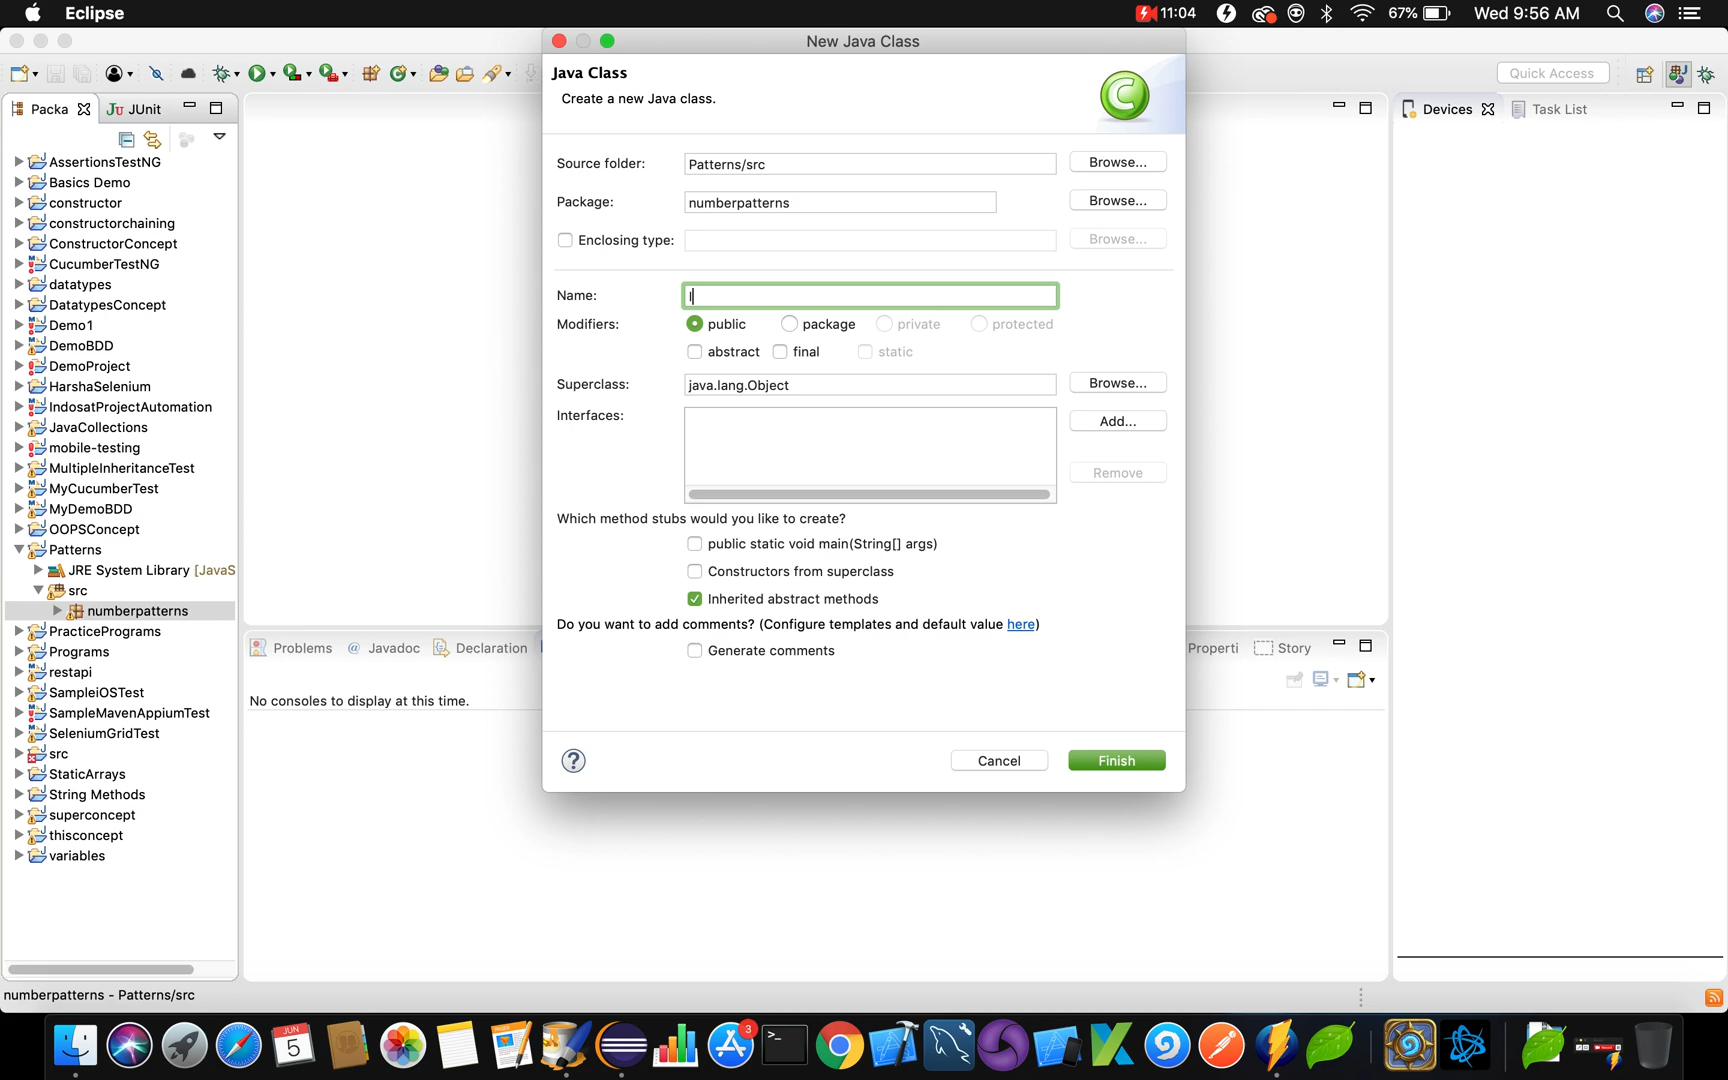 Eclipse
11:04
67%
Wed 9:56 AM
New Java Class
Java Class
Create a new Java class.
Quick Access
Packa
JUnit
Devices
Task List
AssertionsTestNG
Basics Demo
constructor
constructorchaining
ConstructorConcept
CucumberTestNG
datatypes
DatatypesConcept
Demo1
DemoBDD
DemoProject
HarshaSelenium
IndosatProjectAutomation
JavaCollections
mobile-testing
MultipleInheritanceTest
MyCucumberTest
MyDemoBDD
OOPSConcept
Patterns
JRE System Library [JavaS
src
numberpatterns
PracticePrograms
Programs
restapi
SampleiOSTest
SampleMavenAppiumTest
SeleniumGridTest
src
StaticArrays
String Methods
superconcept
thisconcept
variables
Source folder:
Patterns/src
Browse...
Package:
numberpatterns
Browse...
Enclosing type:
Browse...
Name:
Modifiers:
public
package
private
protected
abstract
final
static
Superclass:
java.lang.Object
Browse...
Interfaces:
Add...
Remove
Which method stubs would you like to create?
public static void main(String[] args)
Constructors from superclass
Inherited abstract methods
Do you want to add comments? (Configure templates and default value here)
Generate comments
Cancel
Finish
Problems
@ Javadoc
Declaration
Properti
Story
No consoles to display at this time.
numberpatterns - Patterns/src
JUN
5
3